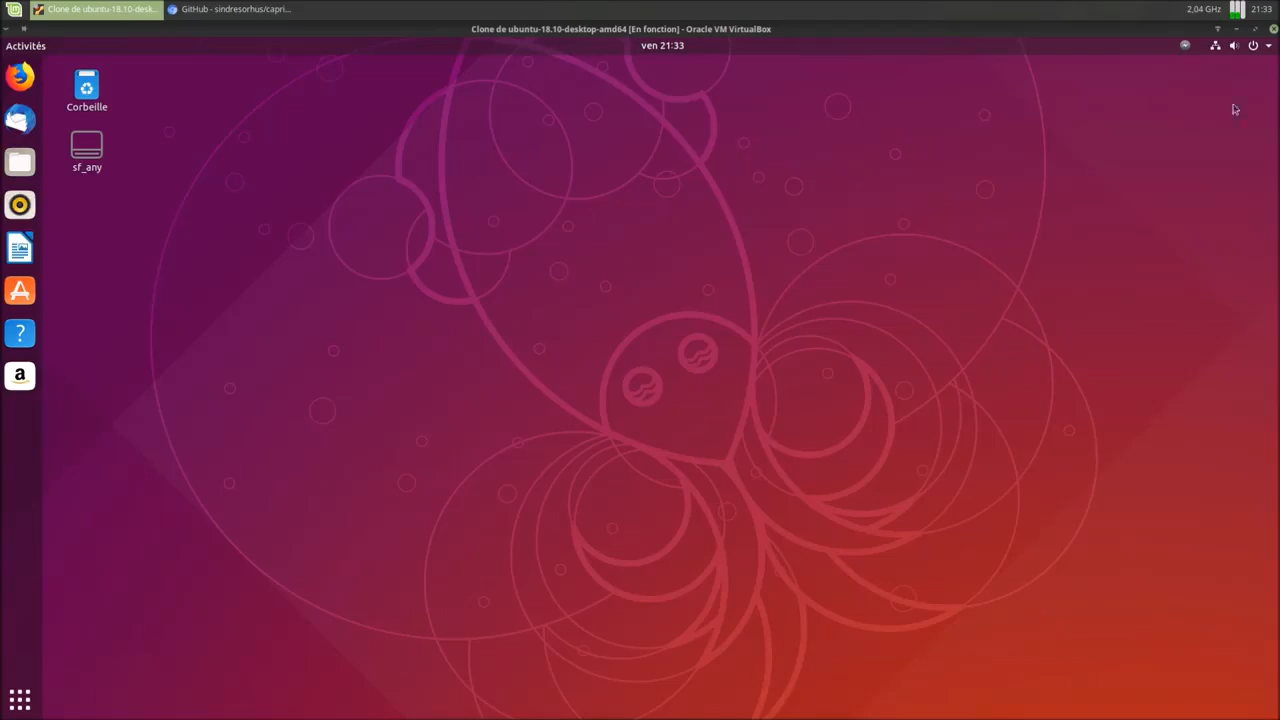 Clone de ubuntu-18.10-desk...
GitHub - sindresorhus/capri...
2,04 GHz
21:33
Clone de ubuntu-18.10-desktop-amd64 [En fonction] - Oracle VM VirtualBox
Activités
ven 21:33
Corbeille
sf_any
?
a